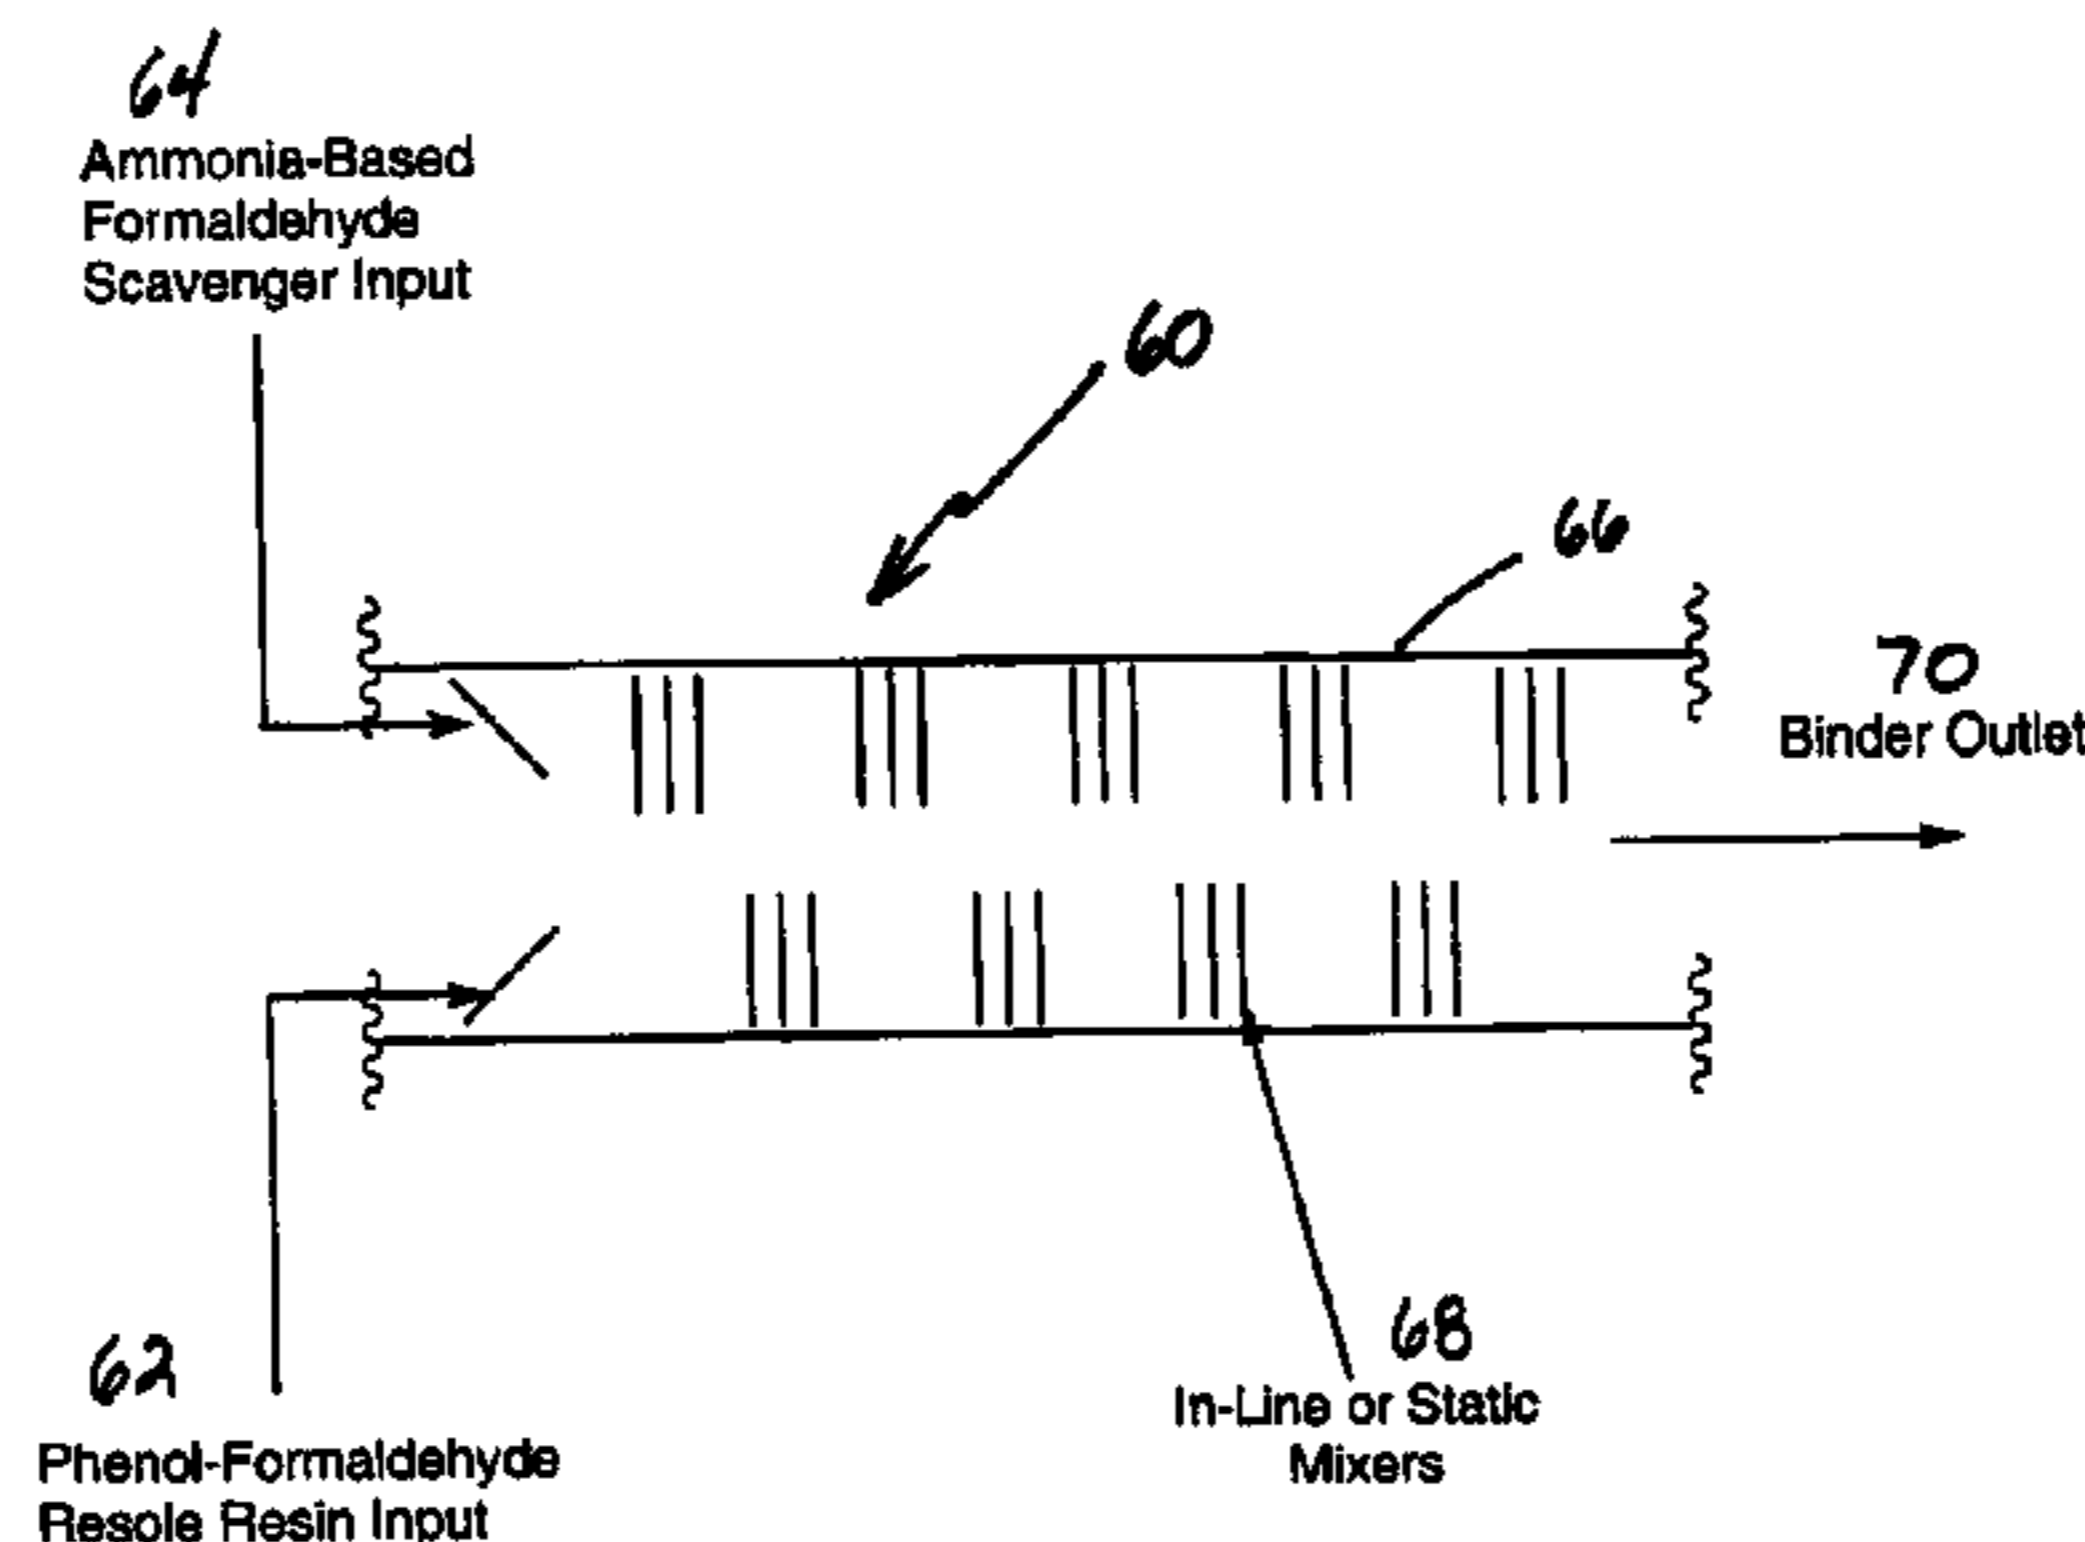 64
Ammonia-Based
Formaldehyde
Scavenger Input
60
66
70
Binder Outlet
68
In-Line or Static
Mixers
62
Phenol-Formaldehyde
Resole Resin Input